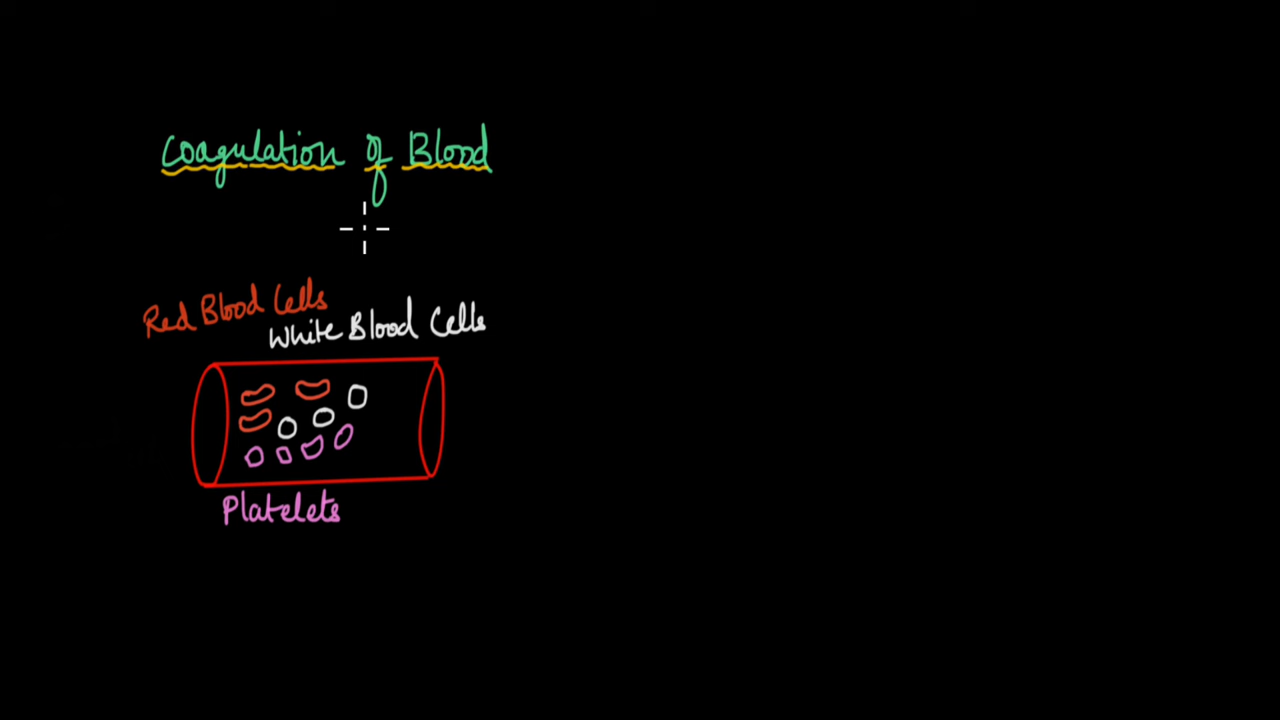 Coagulation of Blood
Red Blood Cells
White Blood Cells
Platelets